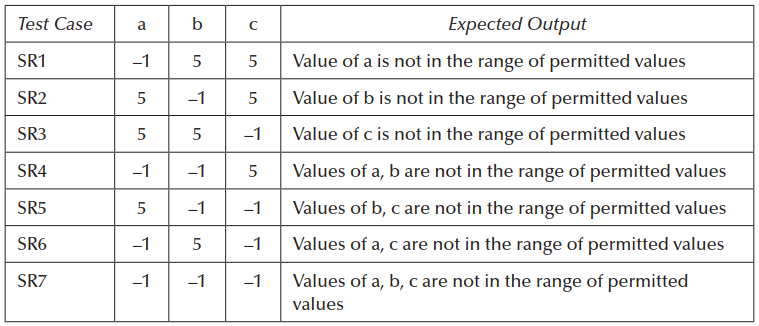 Test Case a b c Expected Output
SR1 –1 5 5 Value of a is not in the range of permitted values
SR2 5 –1 5 Value of b is not in the range of permitted values
SR3 5 5 –1 Value of c is not in the range of permitted values
SR4 –1 –1 5 Values of a, b are not in the range of permitted values
SR5 5 –1 –1 Values of b, c are not in the range of permitted values
SR6 –1 5 –1 Values of a, c are not in the range of permitted values
SR7 –1 –1 –1 Values of a, b, c are not in the range of permitted
values